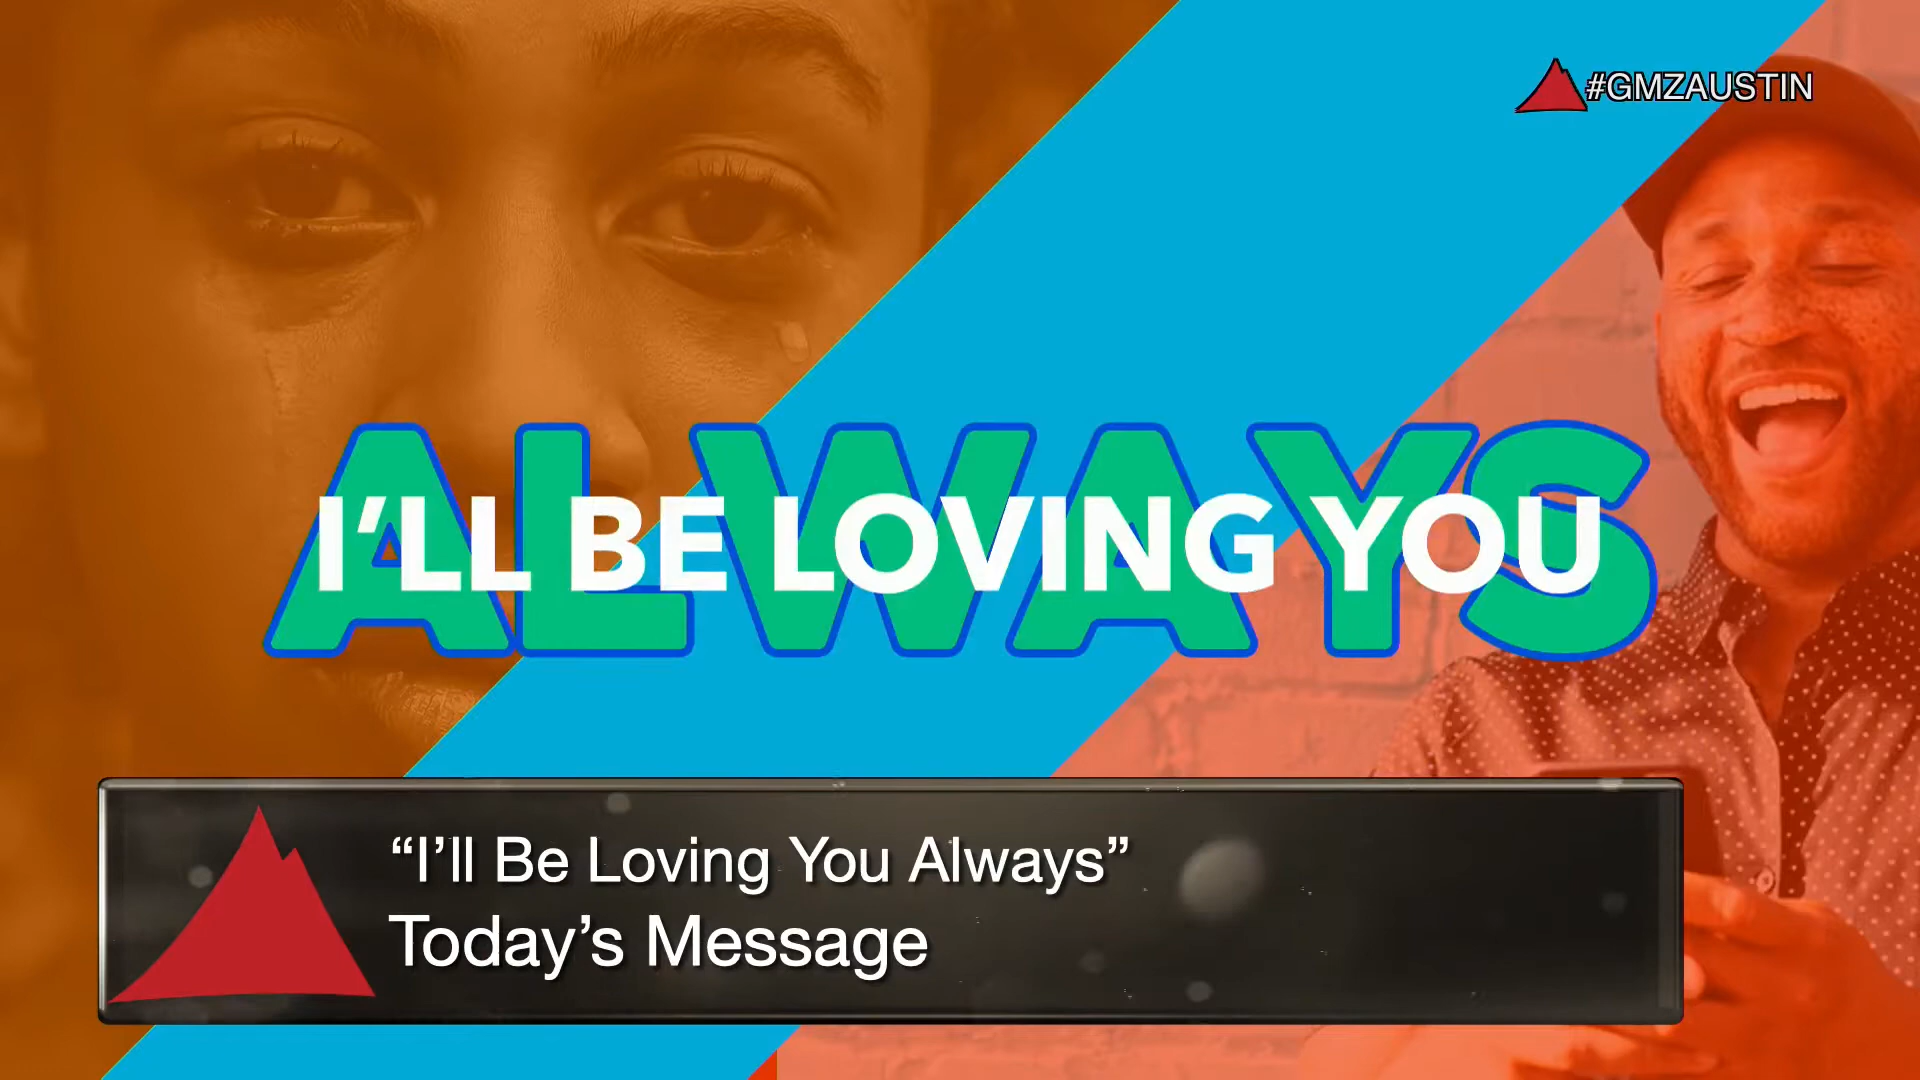 #GMZAUSTIN
ALWAYS
I'LL BE LOVING YOU
“I’ll Be Loving You Always”
Today’s Message